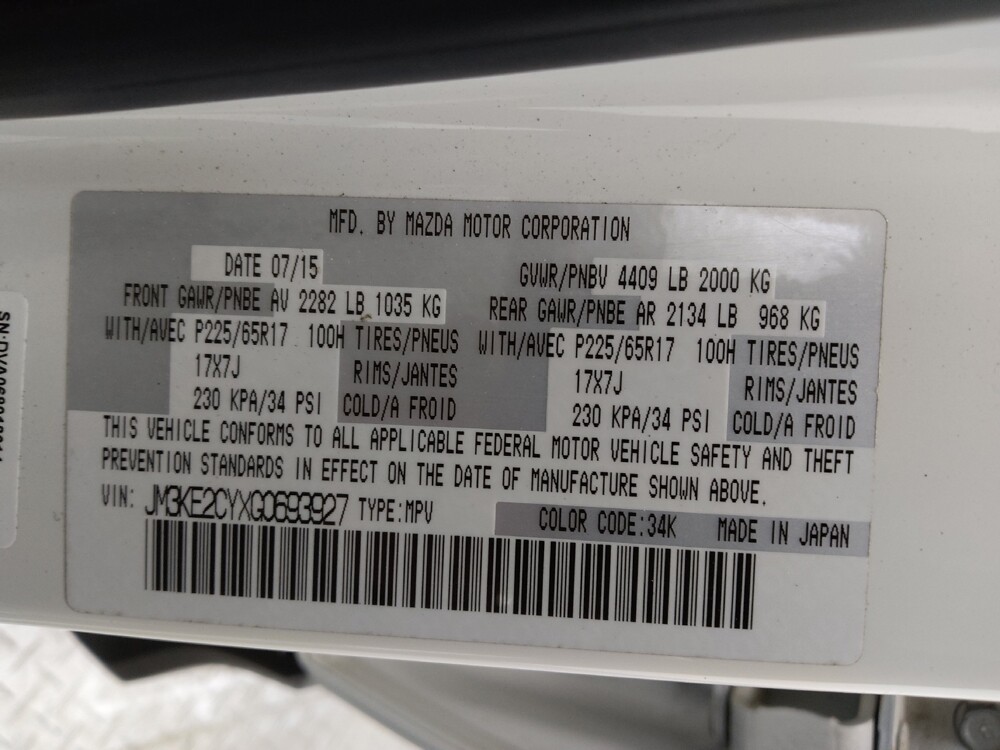 MFD. BY MAZDA MOTOR CORPORATION
DATE 07/15 GVWR/PNBV 4409 LB 2000 KG
FRONT GAWR/PNBE AV 2282 LB 1035 KG REAR GAWR/PNBE AR 2134 LB 968 KG
WITH/AVEC P225/65R17 100H TIRES/PNEUS WITH/AVEC P225/65R17 100H TIRES/PNEUS
17X7J RIMS/JANTES 17X7J RIMS/JANTES
230 KPA/34 PSI COLD/A FROID 230 KPA/34 PSI COLD/A FROID
THIS VEHICLE CONFORMS TO ALL APPLICABLE FEDERAL MOTOR VEHICLE SAFETY AND THEFT
PREVENTION STANDARDS IN EFFECT ON THE DATE OF MANUFACTURE SHOWN ABOVE.
VIN: JM3KE2CYXG0693927 TYPE:MPV COLOR CODE:34K MADE IN JAPAN